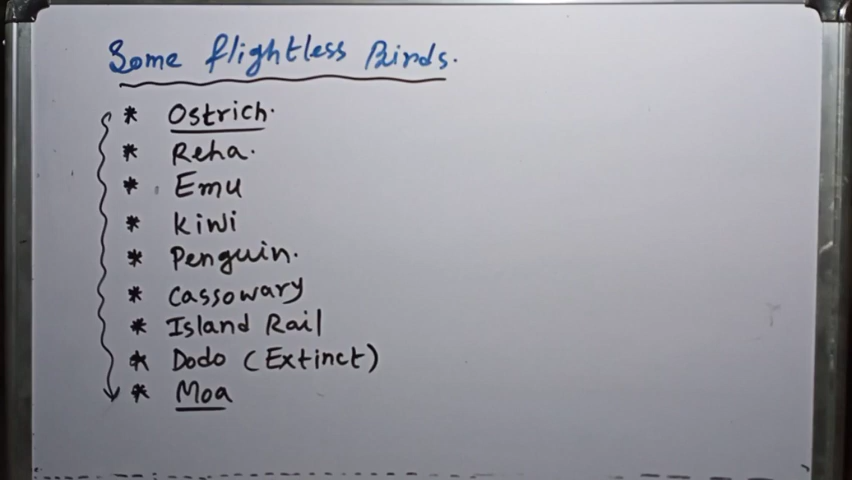 Some flightless Birds.
* Ostrich.
* Reha.
* Emu
* Kiwi
* Penguin.
* Cassowary
* Island Rail
* Dodo (Extinct)
* Moa